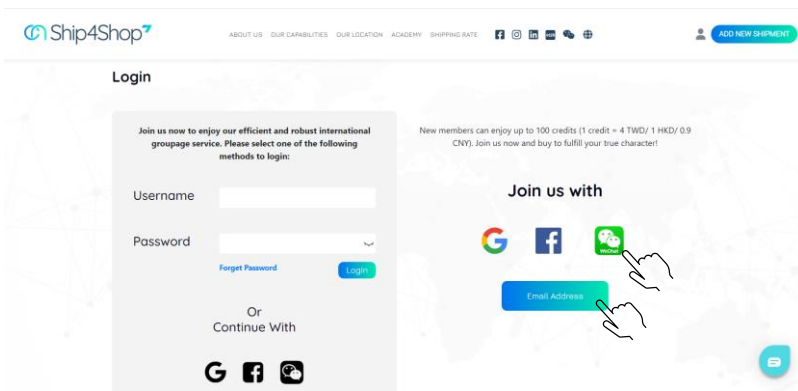 Ship4Shop
ABOUT US OUR CAPABILITIES OUR LOCATION ACADEMY SHIPPING RATE
ADD NEW SHIPMENT
Login
Join us now to enjoy our efficient and robust international
groupage service. Please select one of the following
methods to login:
Username
Password
Forget Password
Login
Or
Continue With
New members can enjoy up to 100 credits (1 credit = 4 TWD/ 1 HKD/ 0.9
CNY). Join us now and buy to fulfill your true character!
Join us with
WeChat
Email Address